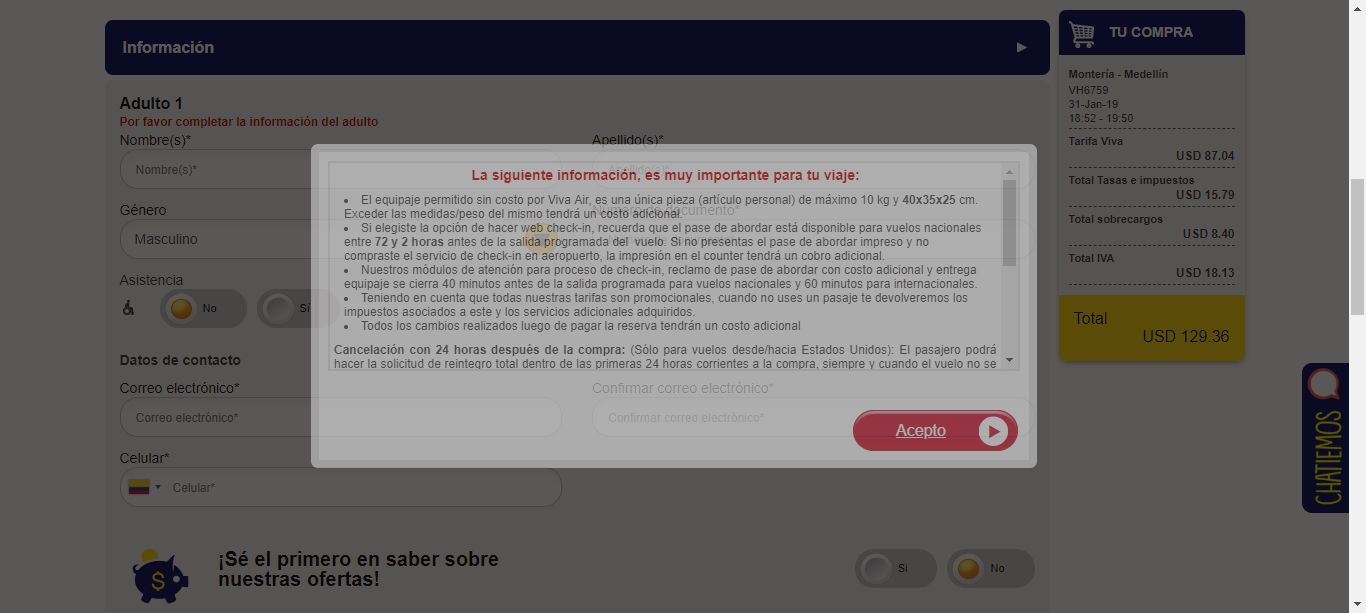 Información
TU COMPRA
Montería - Medellín
VH6759
31-Jan-19
18:52 - 19:50
Tarifa Viva
USD 87.04
Total Tasas e impuestos
USD 15.79
Total sobrecargos
USD 8.40
Total IVA
USD 18.13
Total
USD 129.36
Adulto 1
Por favor completar la información del adulto
Nombre(s)*
Apellido(s)*
Nombre(s)*
Apellido(s)*
Género
Número de documento*
Masculino
Asistencia
No
Sí
La siguiente información, es muy importante para tu viaje:
El equipaje permitido sin costo por Viva Air, es una única pieza (artículo personal) de máximo 10 kg y 40x35x25 cm.
Exceder las medidas/peso del mismo tendrá un costo adicional.
Si elegiste la opción de hacer web check-in, recuerda que el pase de abordar está disponible para vuelos nacionales
entre 72 y 2 horas antes de la salida programada del vuelo. Si no presentas el pase de abordar impreso y no
compraste el servicio de check-in en aeropuerto, la impresión en el counter tendrá un cobro adicional.
Nuestros módulos de atención para proceso de check-in, reclamo de pase de abordar con costo adicional y entrega
equipaje se cierra 40 minutos antes de la salida programada para vuelos nacionales y 60 minutos para internacionales.
Teniendo en cuenta que todas nuestras tarifas son promocionales, cuando no uses un pasaje te devolveremos los
impuestos asociados a este y los servicios adicionales adquiridos.
Todos los cambios realizados luego de pagar la reserva tendrán un costo adicional
Cancelación con 24 horas después de la compra: (Sólo para vuelos desde/hacia Estados Unidos): El pasajero podrá
hacer la solicitud de reintegro total dentro de las primeras 24 horas corrientes a la compra, siempre y cuando el vuelo no se
Acepto
Datos de contacto
Correo electrónico*
Confirmar correo electrónico*
Correo electrónico*
Confirmar correo electrónico*
Celular*
Celular*
CHATIEMOS
¡Sé el primero en saber sobre
nuestras ofertas!
Si
No